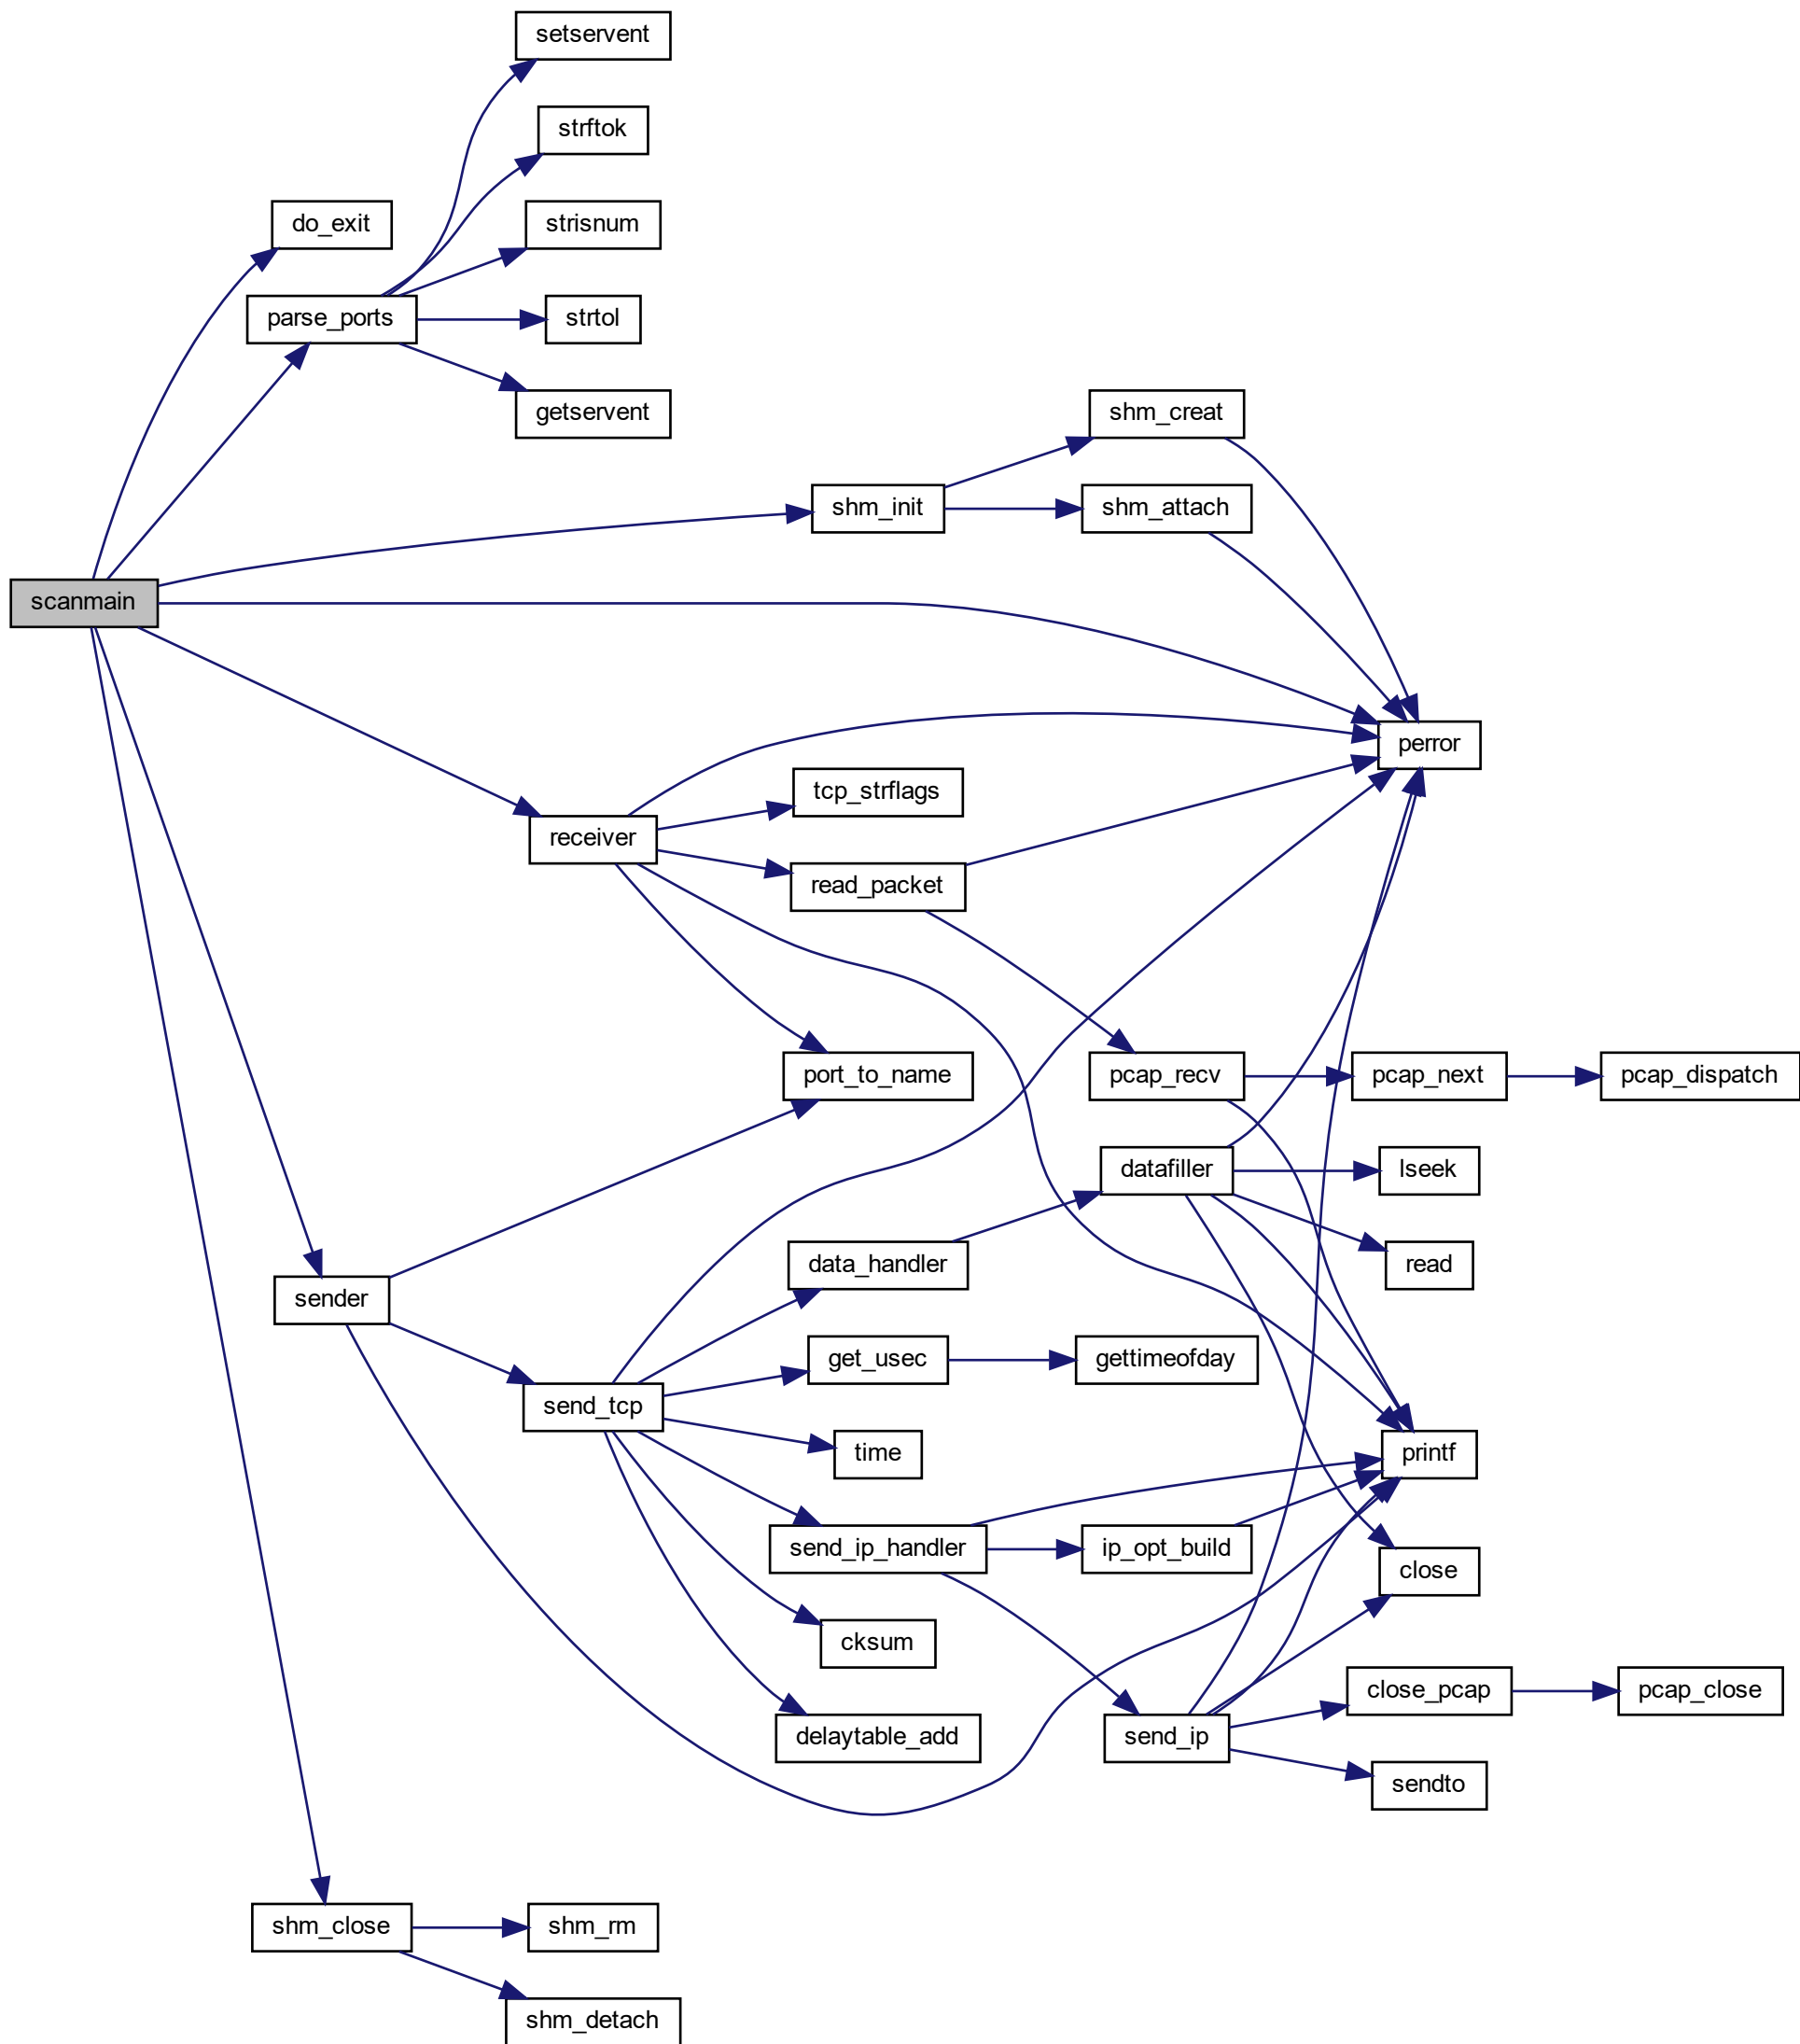 setservent
strftok
do_exit
strisnum
parse_ports
strtol
getservent
shm_creat
shm_init
shm_attach
scanmain
perror
tcp_strflags
receiver
read_packet
port_to_name
pcap_recv
pcap_next
pcap_dispatch
datafiller
lseek
data_handler
read
sender
get_usec
gettimeofday
send_tcp
time
printf
send_ip_handler
ip_opt_build
close
cksum
close_pcap
pcap_close
delaytable_add
send_ip
sendto
shm_close
shm_rm
shm_detach